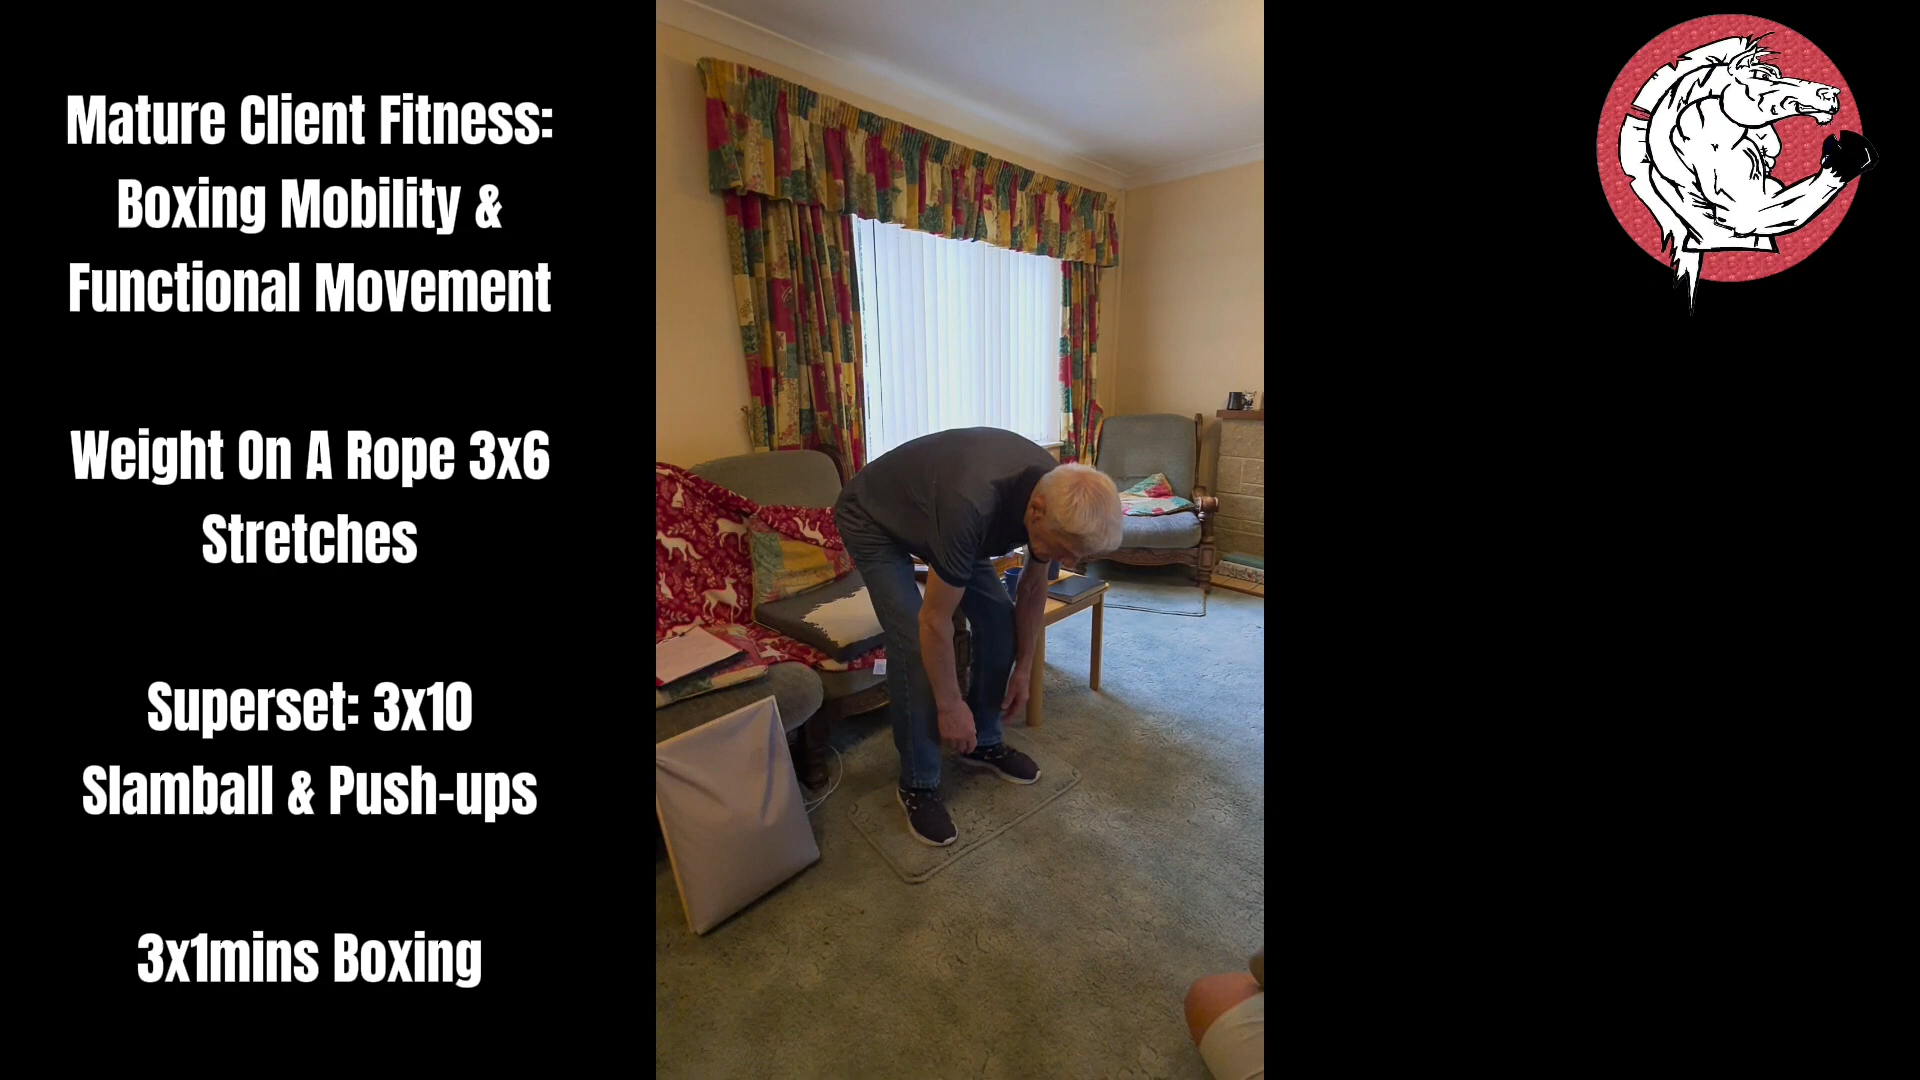 Mature Client Fitness:
Boxing Mobility &
Functional Movement
Weight On A Rope 3x6
Stretches
Superset: 3x10
Slamball & Push-ups
3x1mins Boxing